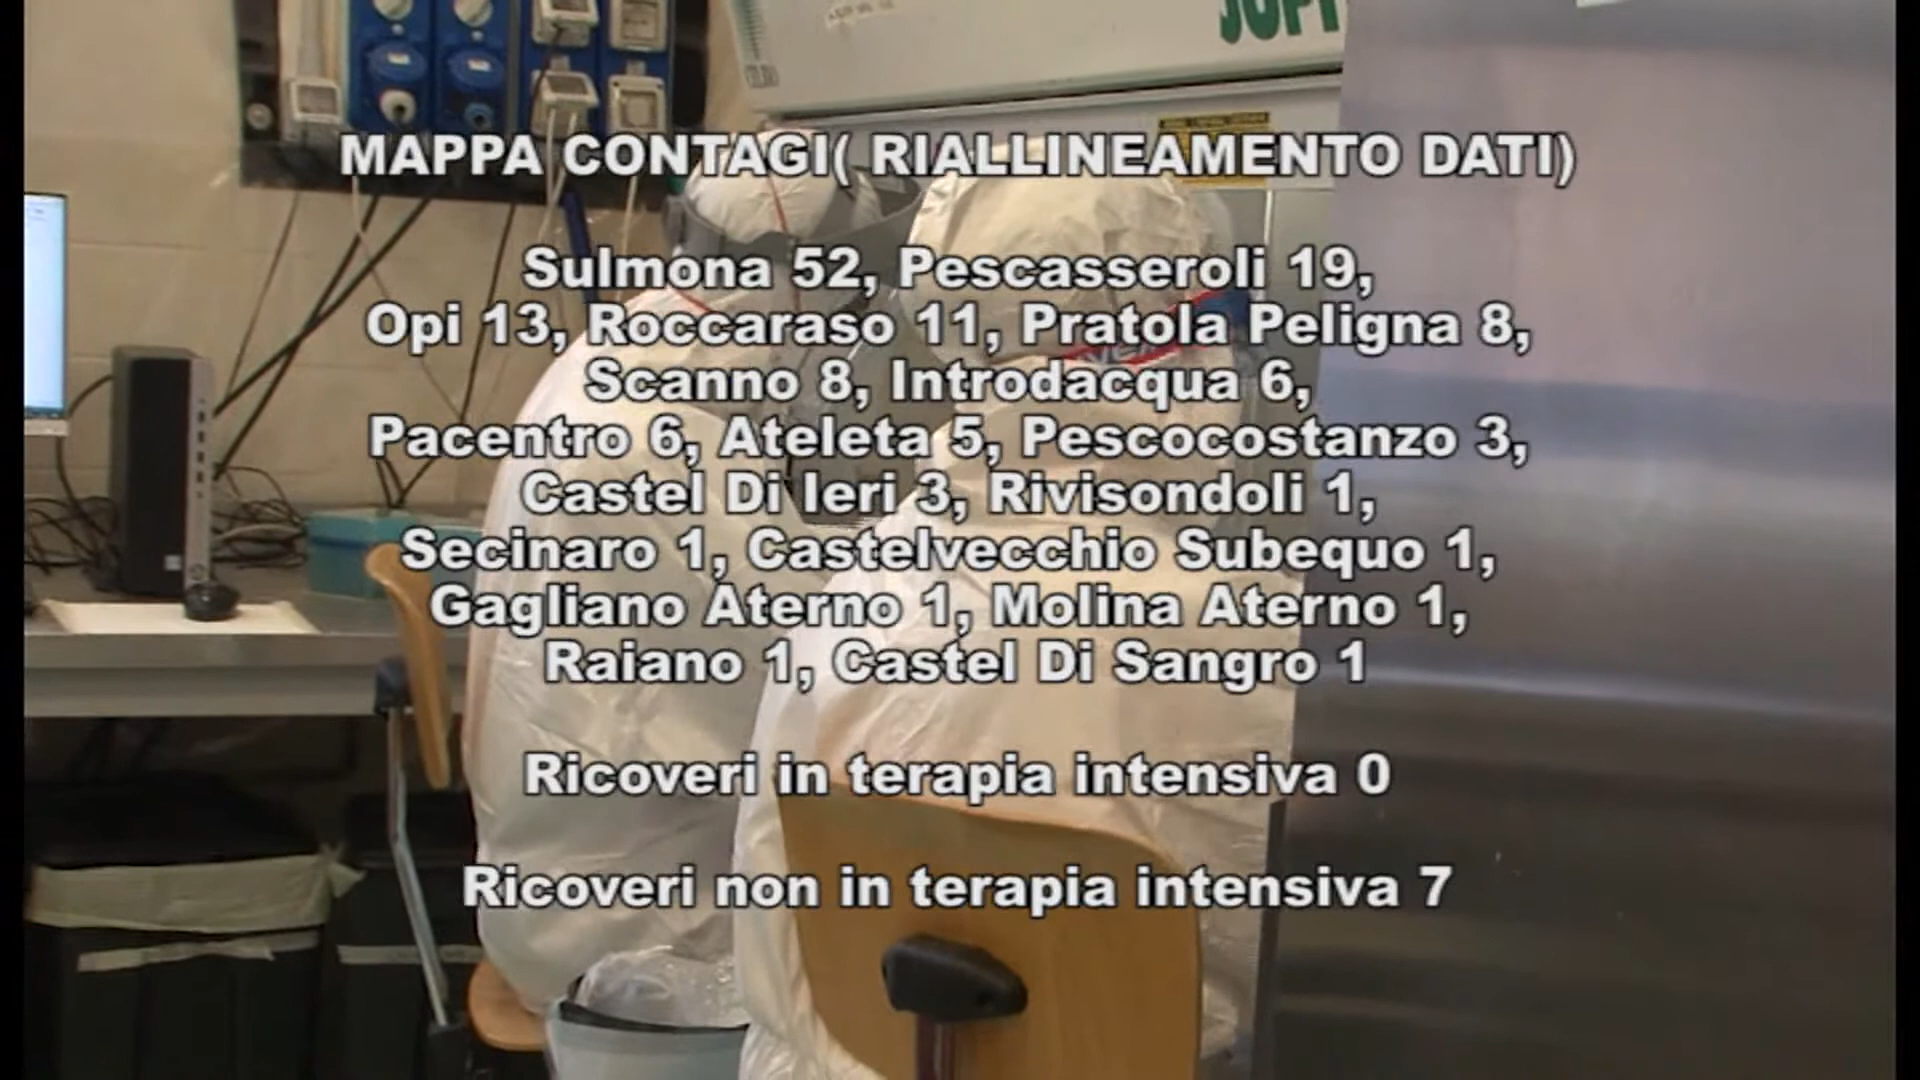 JUPI
MAPPA CONTAGI( RIALLINEAMENTO DATI)
Sulmona 52, Pescasseroli 19,
Opi 13, Roccaraso 11, Pratola Peligna 8,
Scanno 8, Introdacqua 6,
Pacentro 6, Ateleta 5, Pescocostanzo 3,
Castel Di Ieri 3, Rivisondoli 1,
Secinaro 1, Castelvecchio Subequo 1,
Gagliano Aterno 1, Molina Aterno 1,
Raiano 1, Castel Di Sangro 1
Ricoveri in terapia intensiva 0
Ricoveri non in terapia intensiva 7